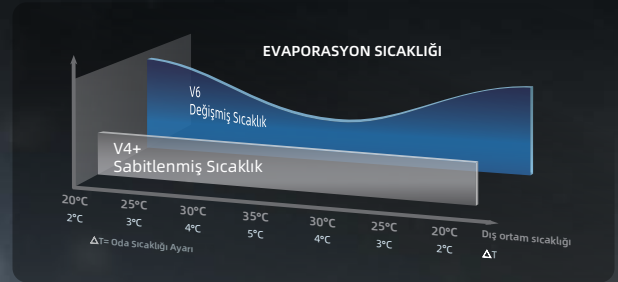 EVAPORASYON SICAKLIĞI
V6
Değişmiş Sıcaklık
V4+
Sabitlenmiş Sıcaklık
20°C 25°C 30°C 35°C 30°C 25°C 20°C Dış ortam sıcaklığı
2°C 3°C 4°C 5°C 4°C 3°C 2°C ΔT
ΔT= Oda Sıcaklığı Ayarı